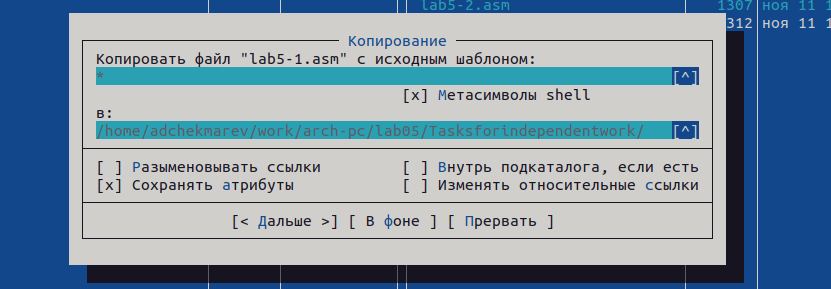 lab5-2.asm 1307 ноя 11 1
312 ноя 11 1
Копирование
Копировать файл "lab5-1.asm" с исходным шаблоном:
* [^]
[x] Метасимволы shell
в:
/home/adchekmarev/work/arch-pc/lab05/Tasksforindependentwork/ [^]
[ ] Разыменовывать ссылки [ ] Внутрь подкаталога, если есть
[x] Сохранять атрибуты [ ] Изменять относительные ссылки
[< Дальше >] [ В фоне ] [ Прервать ]